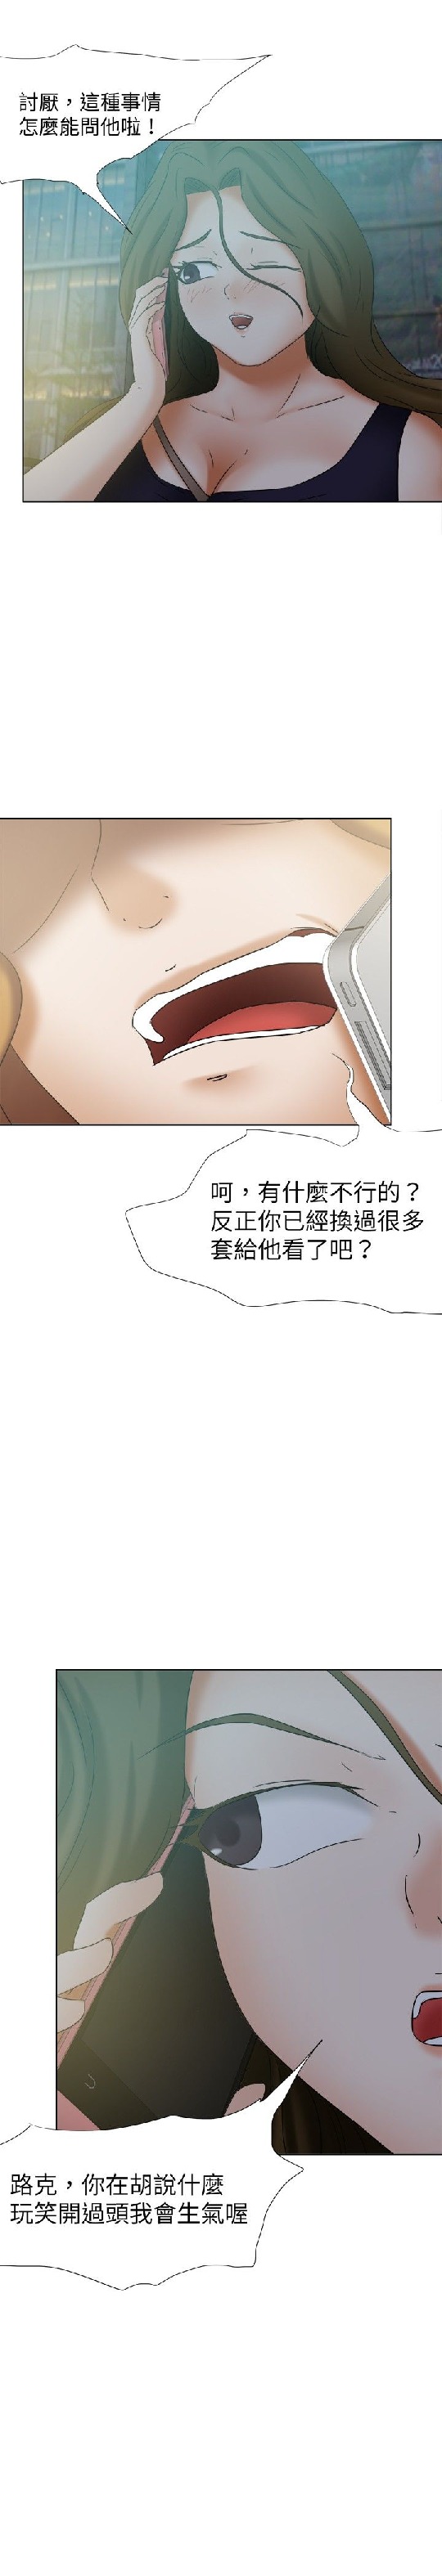 討厭，這種事情
怎麼能問他啦！
呵，有什麼不行的？
反正你已經換過很多
套給他看了吧？
路克，你在胡說什麼
玩笑開過頭我會生氣喔